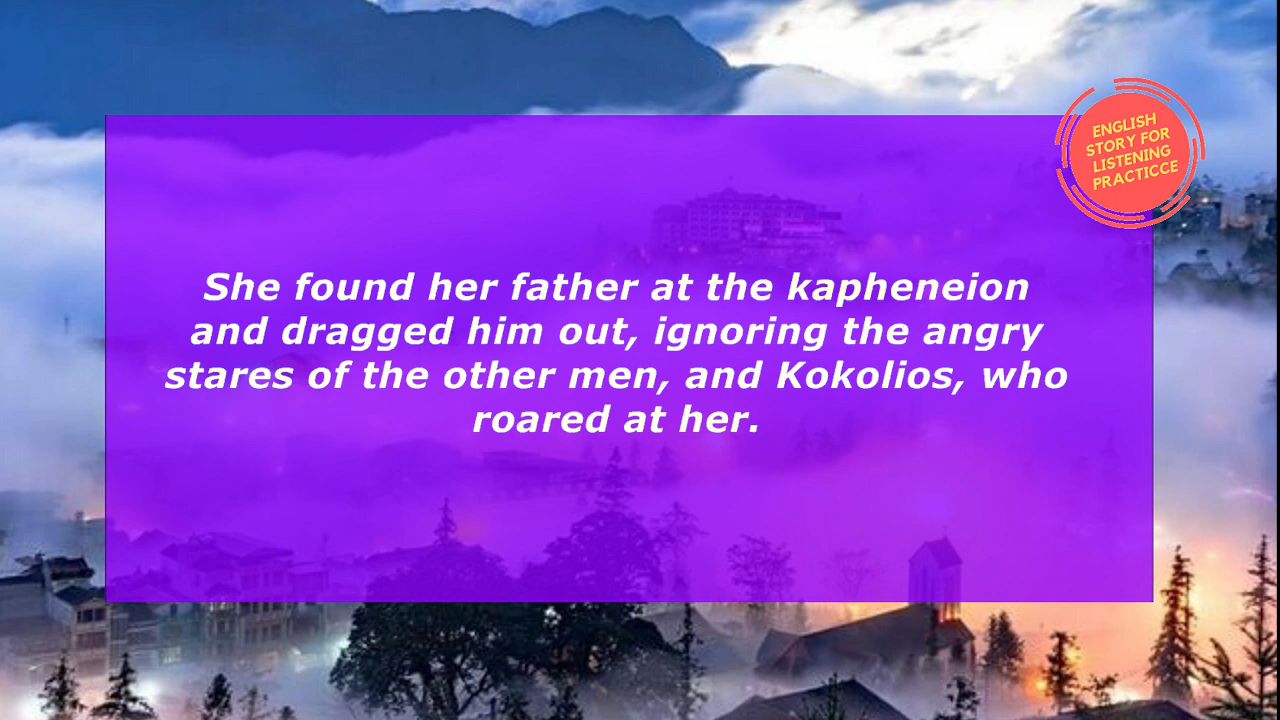 ENGLISH
STORY FOR
LISTENING
PRACTICCE
She found her father at the kapheneion
and dragged him out, ignoring the angry
stares of the other men, and Kokolios, who
roared at her.